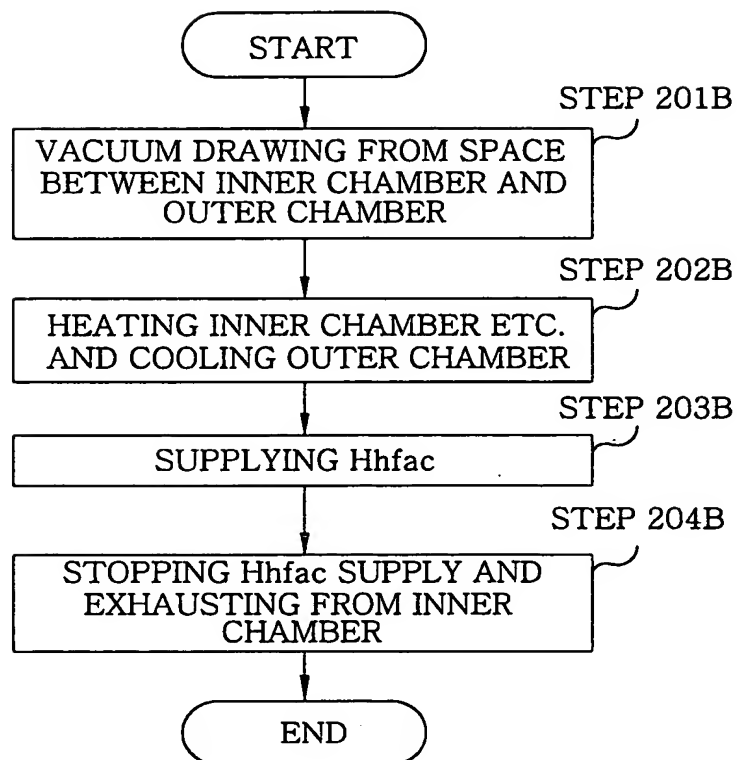 START
STEP 201B
VACUUM DRAWING FROM SPACE
BETWEEN INNER CHAMBER AND
OUTER CHAMBER
STEP 202B
HEATING INNER CHAMBER ETC.
AND COOLING OUTER CHAMBER
STEP 203B
SUPPLYING Hhfac
STEP 204B
STOPPING Hhfac SUPPLY AND
EXHAUSTING FROM INNER
CHAMBER
END